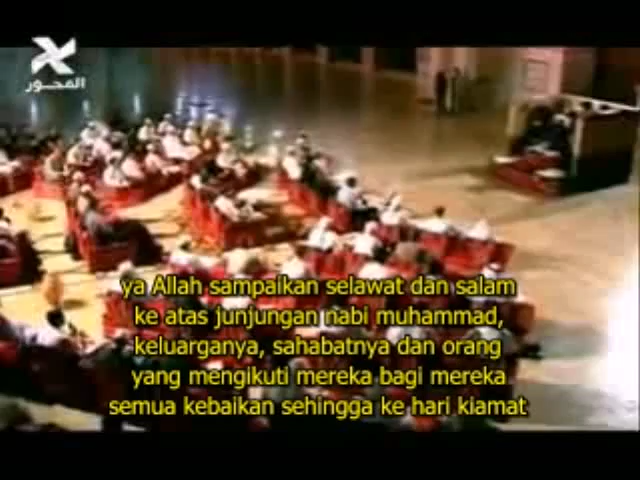 المحور
ya Allah sampaikan selawat dan salam
ke atas junjungan nabi muhammad,
keluarganya, sahabatnya dan orang
yang mengikuti mereka bagi mereka
semua kebaikan sehingga ke hari kiamat